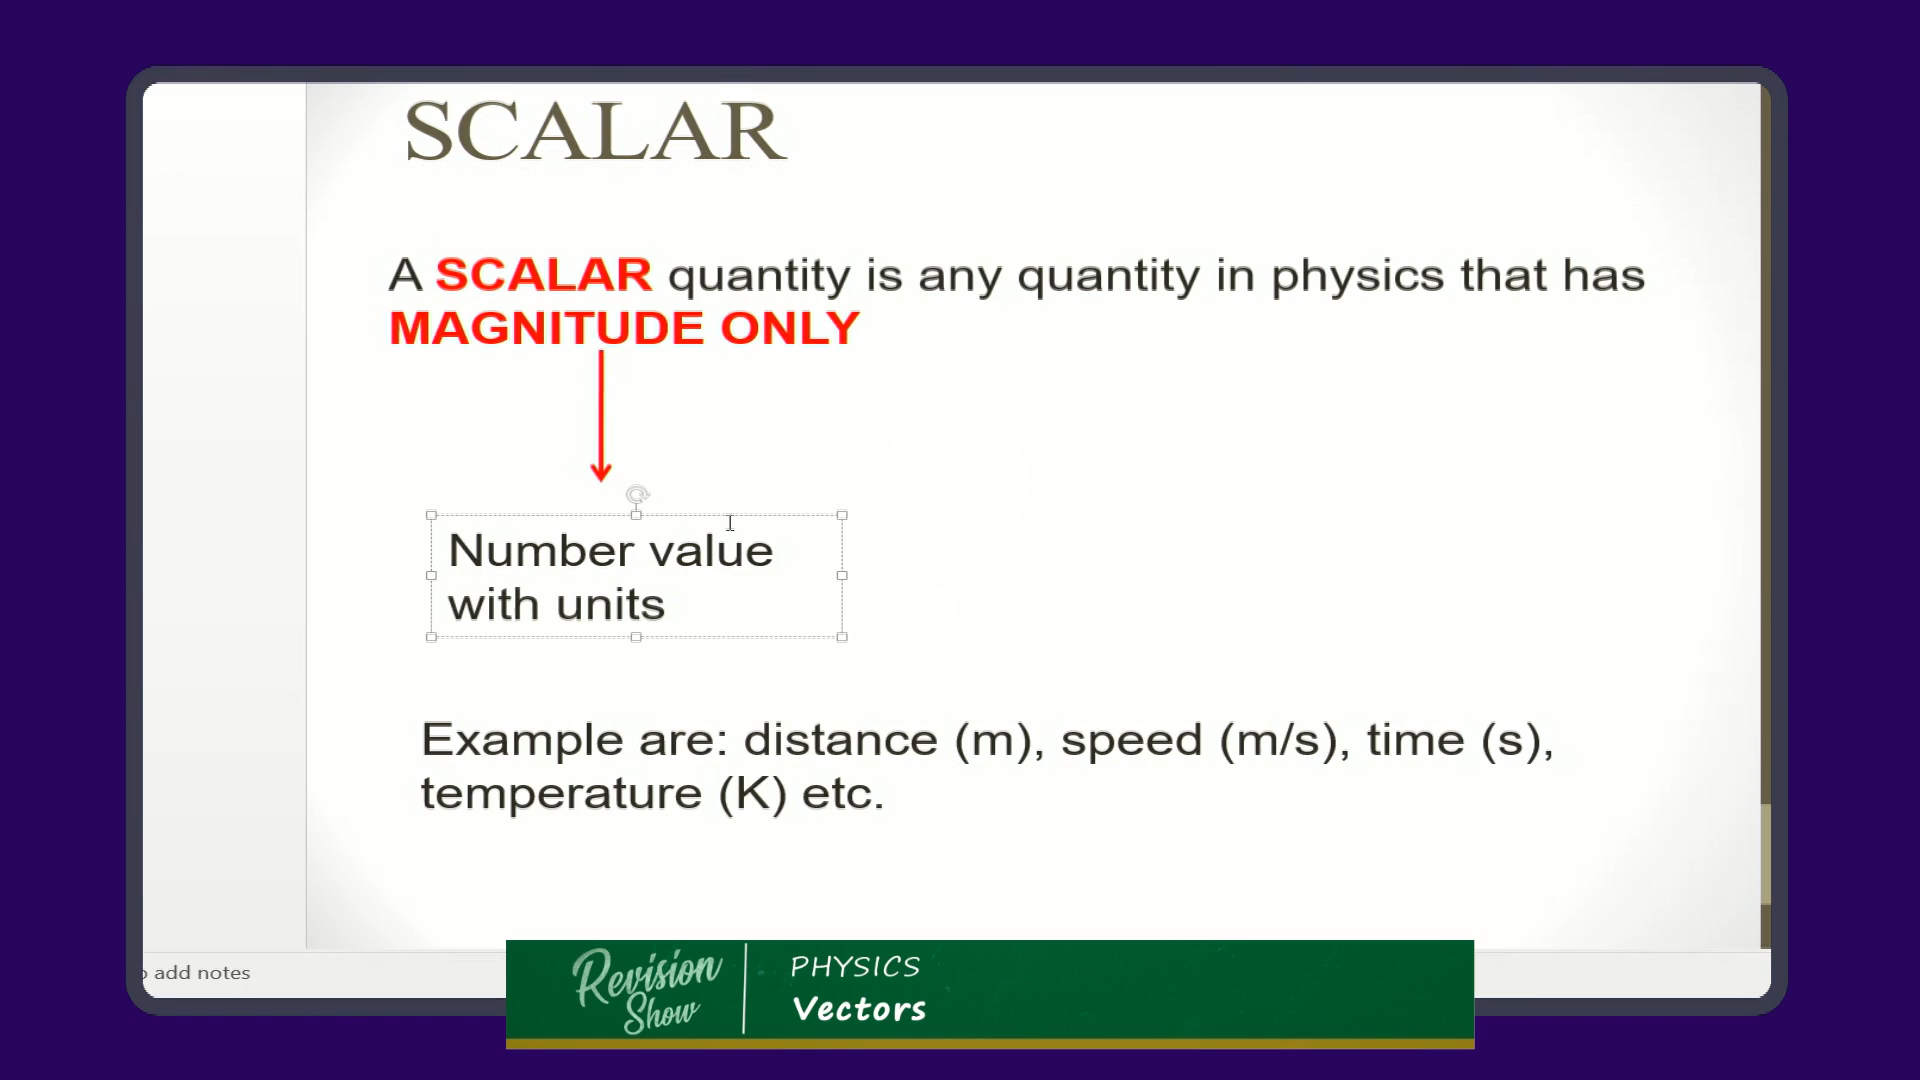 SCALAR
A SCALAR quantity is any quantity in physics that has
MAGNITUDE ONLY
Number value
with units
Example are: distance (m), speed (m/s), time (s),
temperature (K) etc.
add notes
Revision
Show
PHYSICS
Vectors